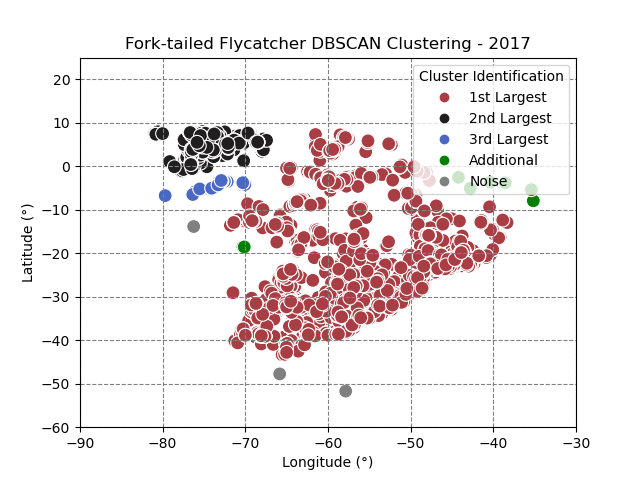 Fork-tailed Flycatcher DBSCAN Clustering - 2017
Cluster Identification
1st Largest
2nd Largest
3rd Largest
Additional
Noise
20
10
0
−10
−20
−30
−40
−50
−60
Latitude (°)
−90
−80
−70
−60
−50
−40
−30
Longitude (°)